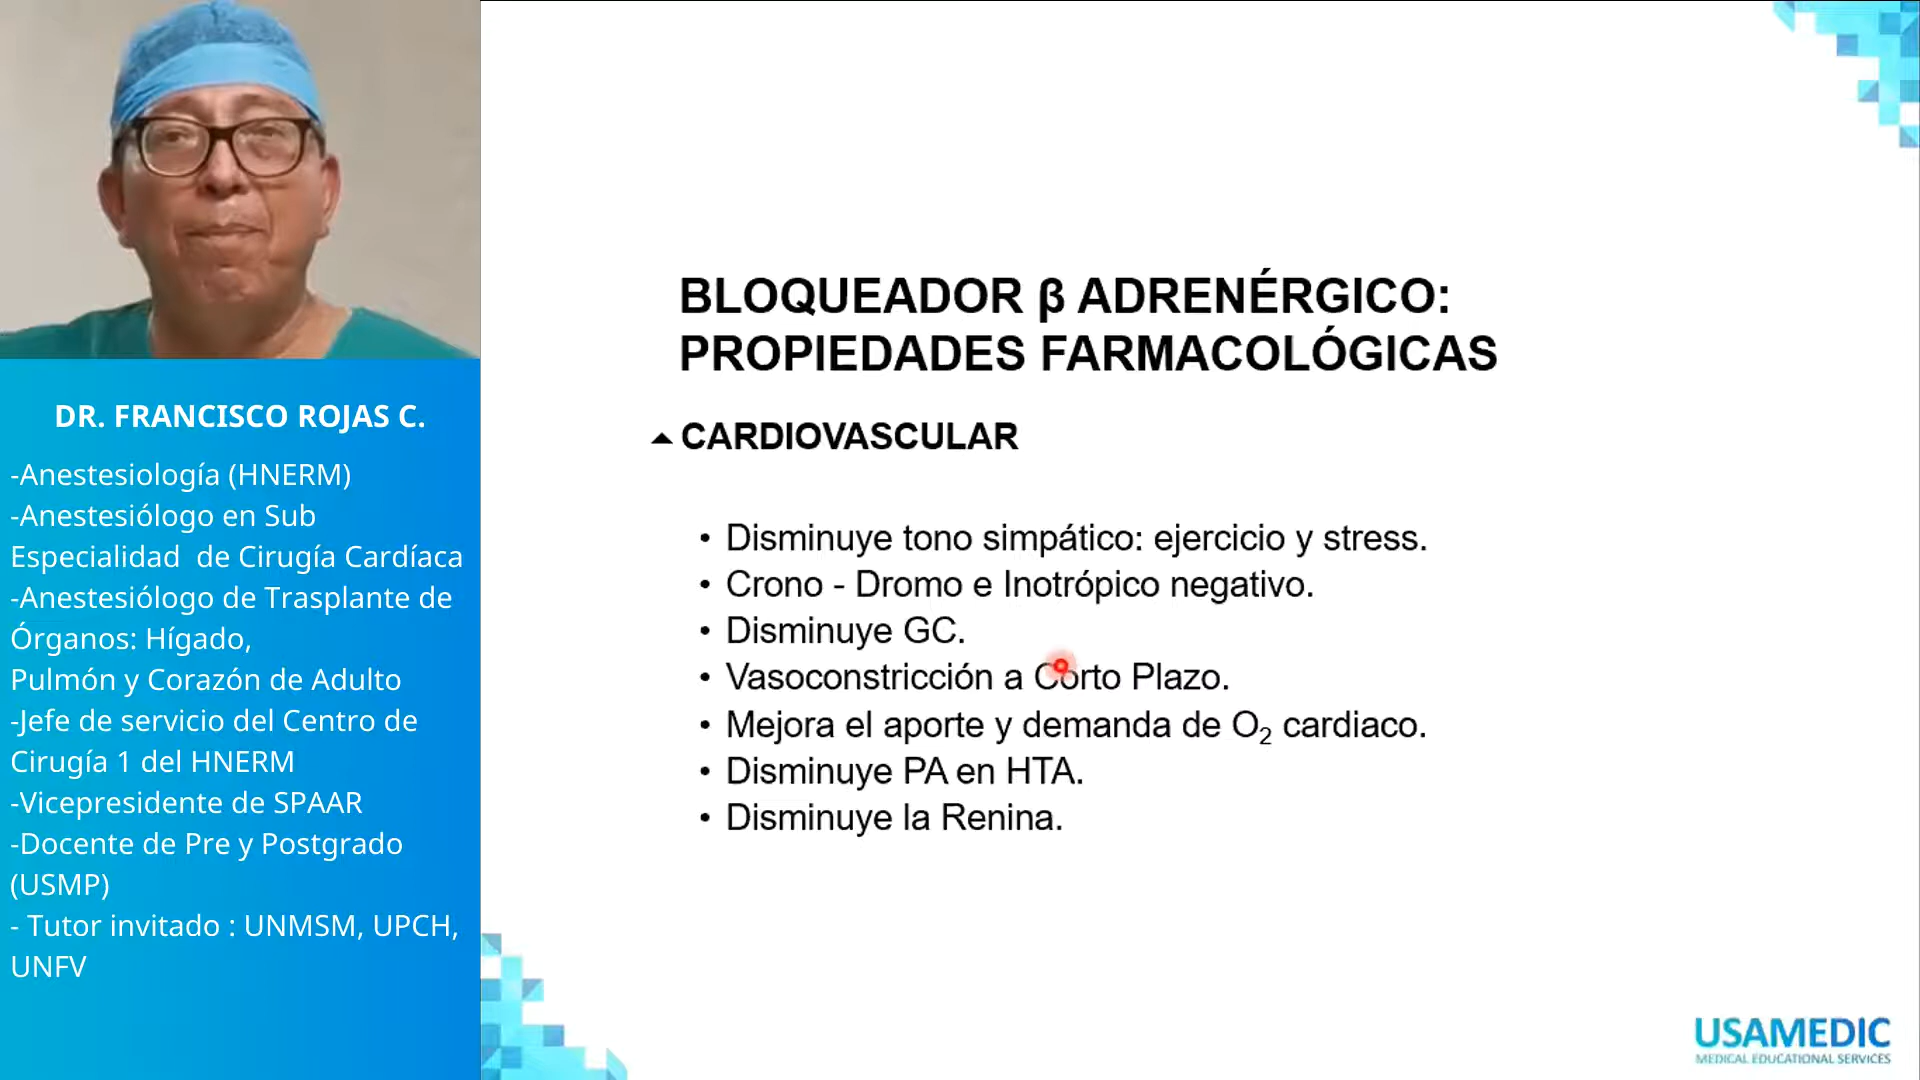 DR. FRANCISCO ROJAS C.
-Anestesiología (HNERM)
-Anestesiólogo en Sub
Especialidad  de Cirugía Cardíaca
-Anestesiólogo de Trasplante de
Órganos: Hígado,
Pulmón y Corazón de Adulto
-Jefe de servicio del Centro de
Cirugía 1 del HNERM
-Vicepresidente de SPAAR
-Docente de Pre y Postgrado
(USMP)
- Tutor invitado : UNMSM, UPCH,
UNFV
BLOQUEADOR β ADRENÉRGICO:
PROPIEDADES FARMACOLÓGICAS
CARDIOVASCULAR
• Disminuye tono simpático: ejercicio y stress.
• Crono - Dromo e Inotrópico negativo.
• Disminuye GC.
• Vasoconstricción a Corto Plazo.
• Mejora el aporte y demanda de O₂ cardiaco.
• Disminuye PA en HTA.
• Disminuye la Renina.
USAMEDIC
MEDICAL EDUCATIONAL SERVICES